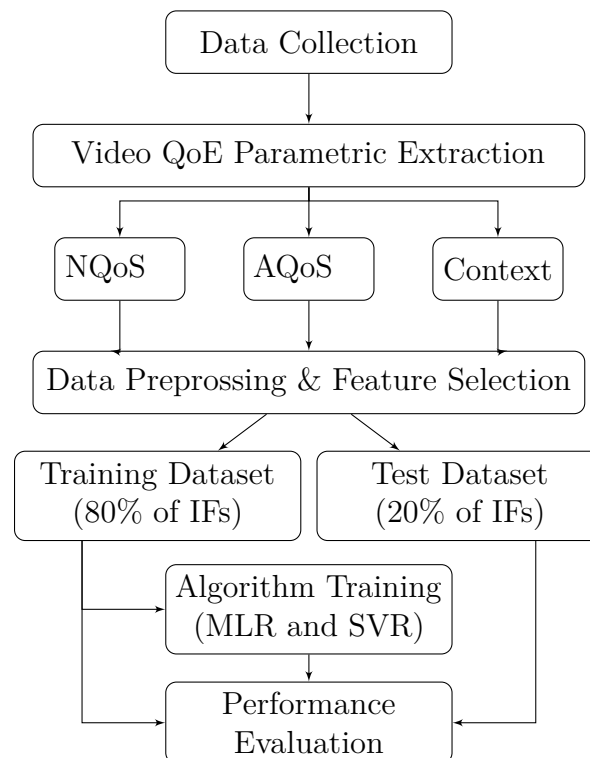 Data Collection
Video QoE Parametric Extraction
NQoS
AQoS
Context
Data Preprossing & Feature Selection
Training Dataset
(80% of IFs)
Test Dataset
(20% of IFs)
Algorithm Training
(MLR and SVR)
Performance
Evaluation